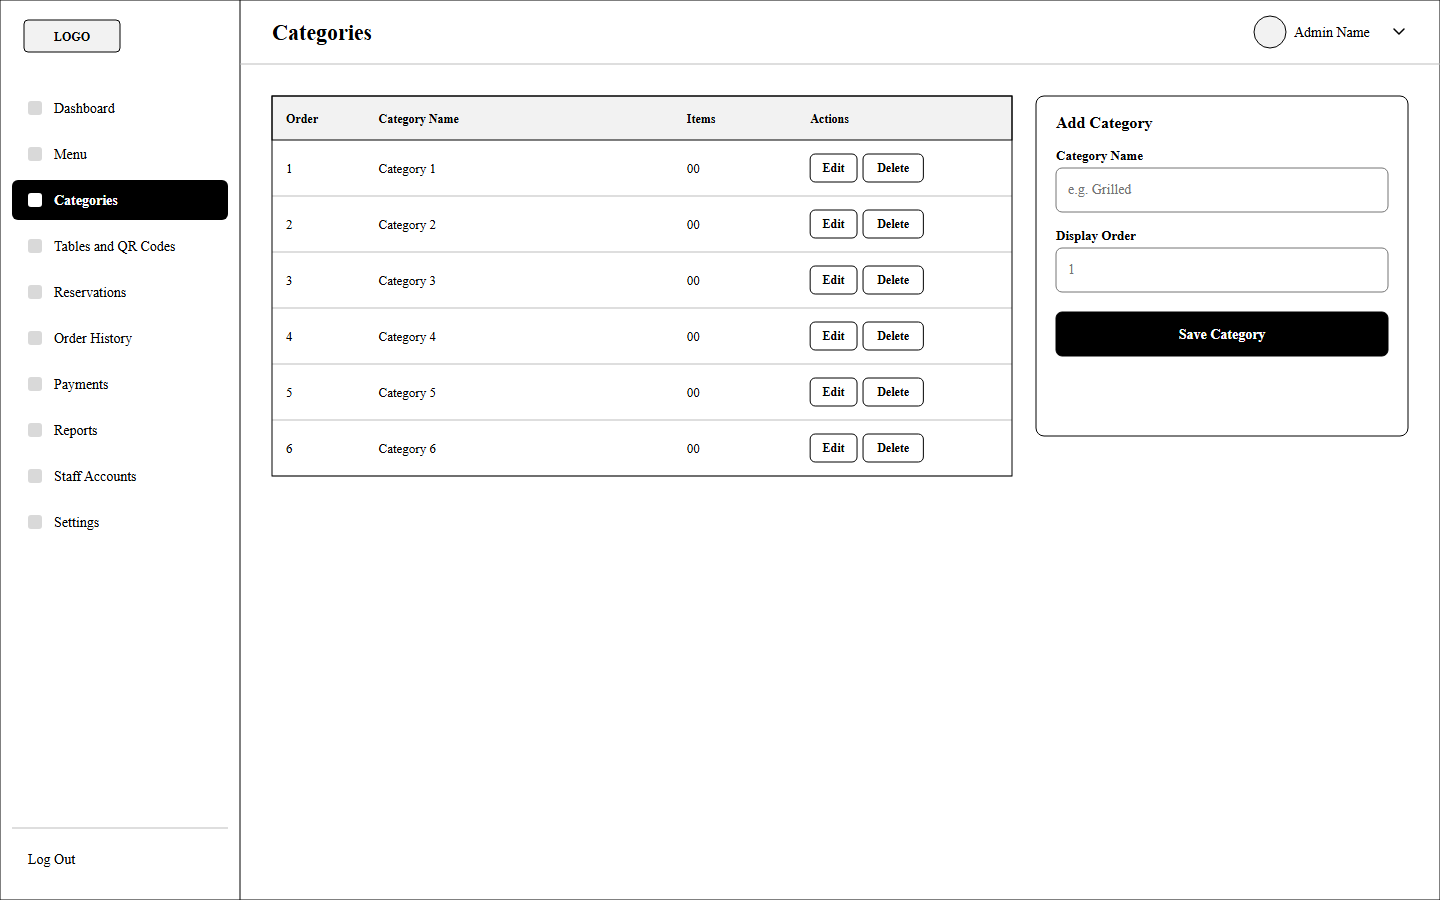 LOGO
Dashboard
Menu
Categories
Tables and QR Codes
Reservations
Order History
Payments
Reports
Staff Accounts
Settings
Log Out
Categories
Admin Name
Order Category Name Items Actions
1 Category 1 00 Edit Delete
2 Category 2 00 Edit Delete
3 Category 3 00 Edit Delete
4 Category 4 00 Edit Delete
5 Category 5 00 Edit Delete
6 Category 6 00 Edit Delete
Add Category
Category Name
e.g. Grilled
Display Order
1
Save Category